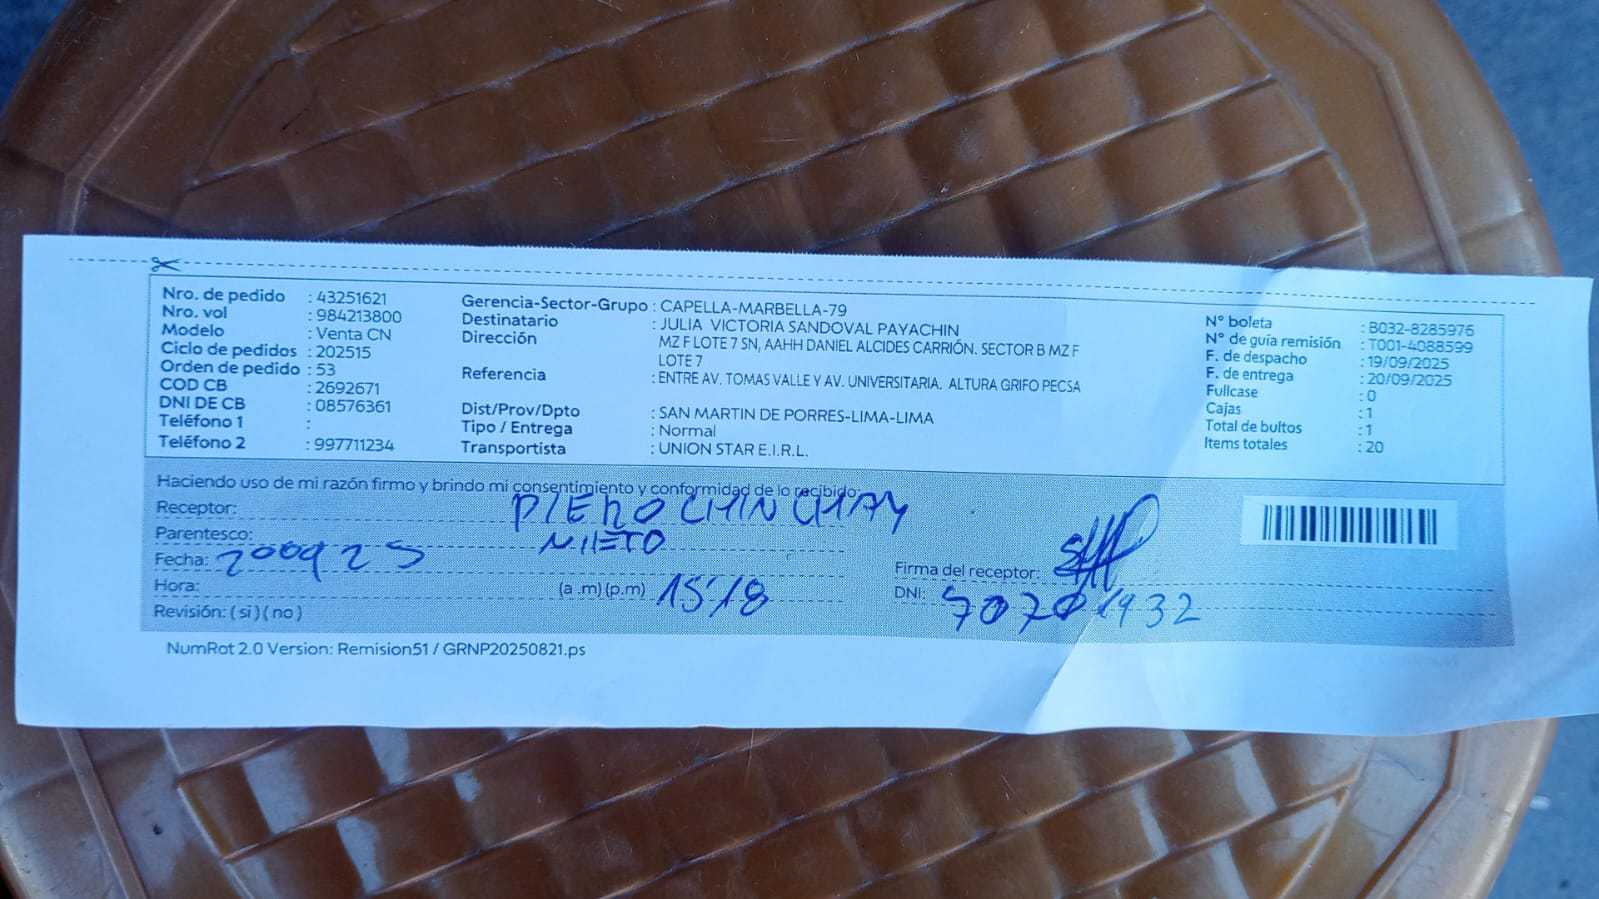 Nro. de pedido : 43251621
Nro. vol : 984213800
Modelo : Venta CN
Ciclo de pedidos : 202515
Orden de pedido : 53
COD CB : 2692671
DNI DE CB : 08576361
Teléfono 1 :
Teléfono 2 : 997711234
Gerencia-Sector-Grupo : CAPELLA-MARBELLA-79
Destinatario : JULIA VICTORIA SANDOVAL PAYACHIN
Dirección MZ F LOTE 7 SN, AAHH DANIEL ALCIDES CARRIÓN. SECTOR B MZ F
LOTE 7
Referencia : ENTRE AV. TOMAS VALLE Y AV. UNIVERSITARIA. ALTURA GRIFO PECSA
Dist/Prov/Dpto : SAN MARTIN DE PORRES-LIMA-LIMA
Tipo / Entrega : Normal
Transportista : UNION STAR E.I.R.L.
N° boleta : B032-8285976
N° de guía remisión : T001-4088599
F. de despacho : 19/09/2025
F. de entrega : 20/09/2025
Fullcase : 0
Cajas : 1
Total de bultos : 1
Items totales : 20
Haciendo uso de mi razón firmo y brindo mi consentimiento y conformidad de lo recibido
Receptor: PIERO CHINCHAY
Parentesco: NIETO
Fecha: 200925
Firma del receptor:
Hora: (a .m) (p.m) 15:18
DNI: 70701932
Revisión: ( si ) ( no )
NumRot 2.0 Version: Remision51 / GRNP20250821.ps